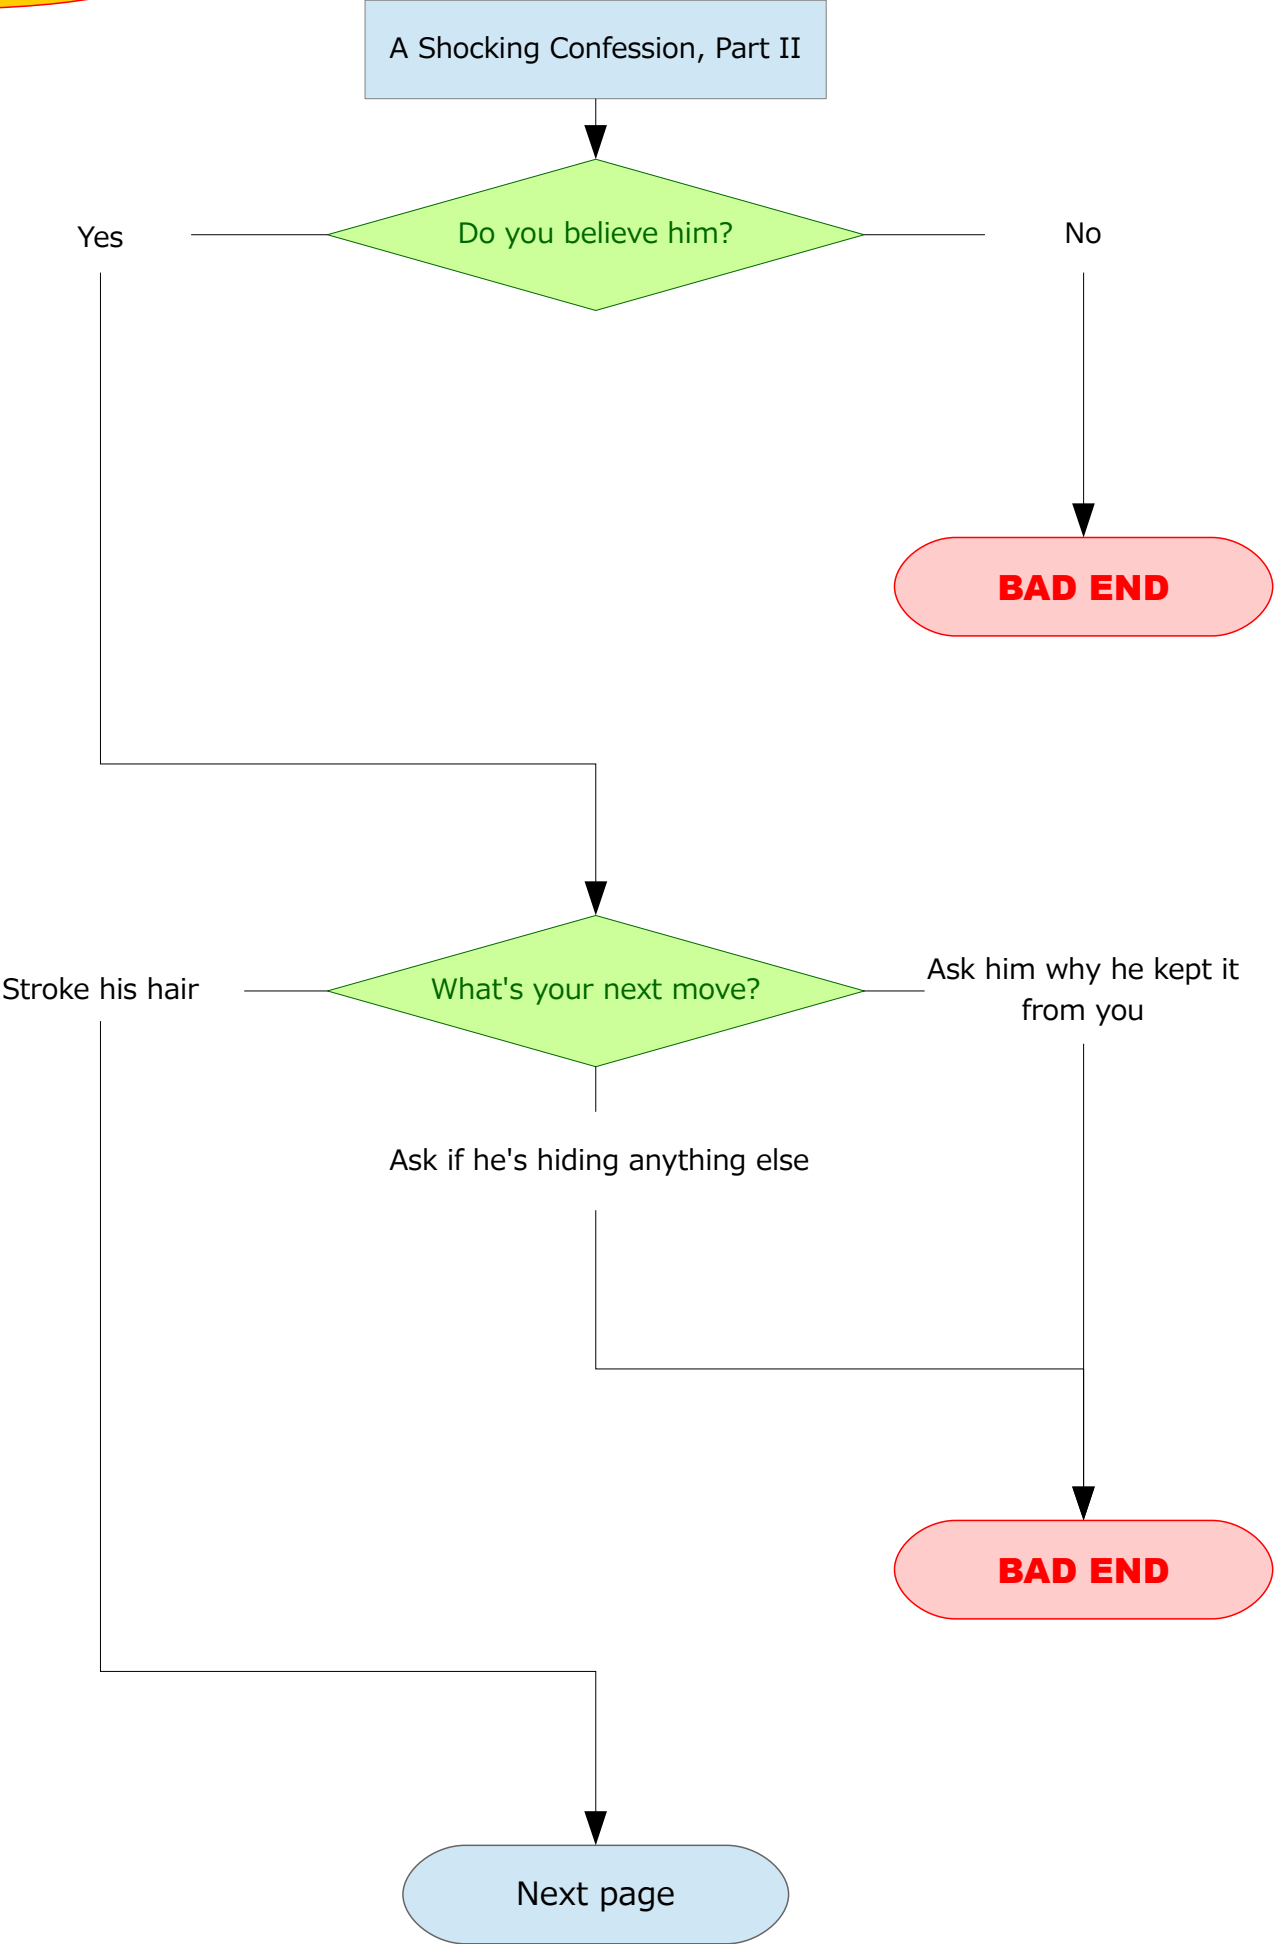 A Shocking Confession, Part II
Do you believe him?
Yes
No
BAD END
What's your next move?
Stroke his hair
Ask him why he kept it
from you
Ask if he's hiding anything else
BAD END
Next page